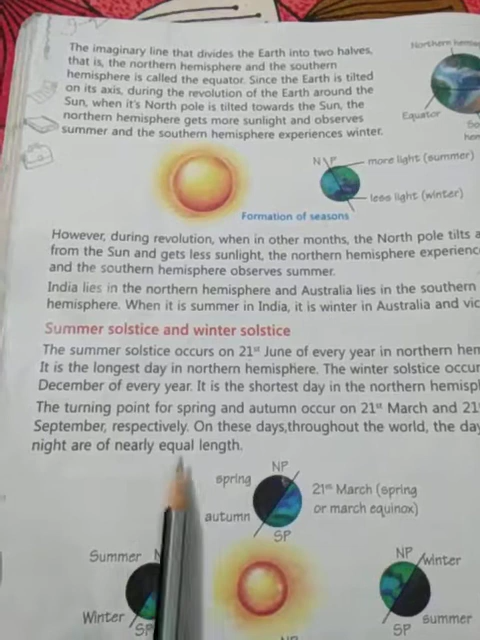 The imaginary line that divides the Earth into two halves,
that is, the northern hemisphere and the southern
hemisphere is called the equator. Since the Earth is tilted
on its axis, during the revolution of the Earth around the
Sun, when it's North pole is tilted towards the Sun, the
northern hemisphere gets more sunlight and observes
summer and the southern hemisphere experiences winter.
Northern
Equator
N P
more light (summer)
less light (winter)
Formation of seasons
However, during revolution, when in other months, the North pole tilts
from the Sun and gets less sunlight, the northern hemisphere
and the southern hemisphere observes summer.
India lies in the northern hemisphere and Australia lies in the southern
hemisphere. When it is summer in India, it is winter in Australia and
Summer solstice and winter solstice
The summer solstice occurs on 21st June of every year in northern
It is the longest day in northern hemisphere. The winter solstice
December of every year. It is the shortest day in the northern
The turning point for spring and autumn occur on 21st March and
September, respectively. On these days,throughout the world, the
night are of nearly equal length.
NP
spring
21st March (spring
or march equinox)
autumn
SP
Summer
NP
winter
Winter
SP
summer
SP
NP